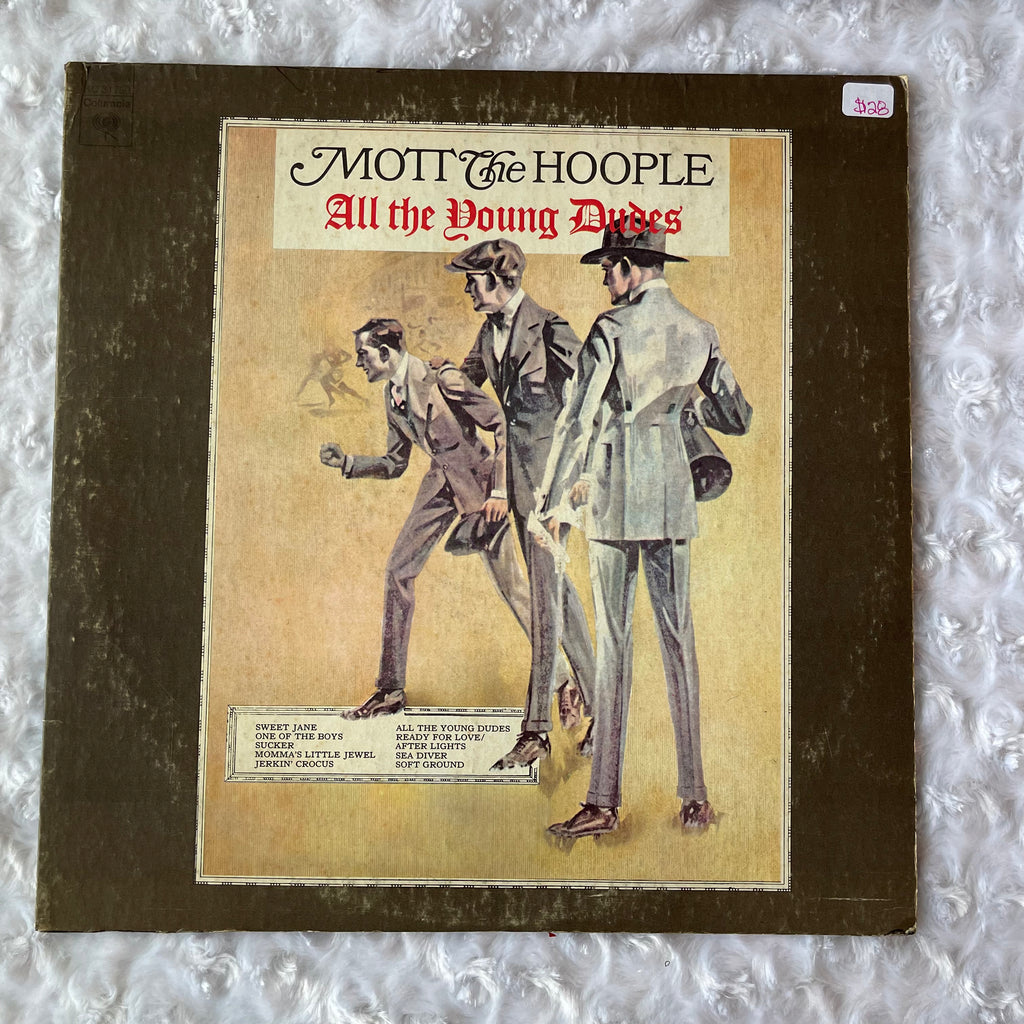 Columbia
$28
MOTT The HOOPLE
All the Young Dudes
SWEET JANE
ONE OF THE BOYS
SUCKER
MOMMA'S LITTLE JEWEL
JERKIN' CROCUS
ALL THE YOUNG DUDES
READY FOR LOVE/
AFTER LIGHTS
SEA DIVER
SOFT GROUND